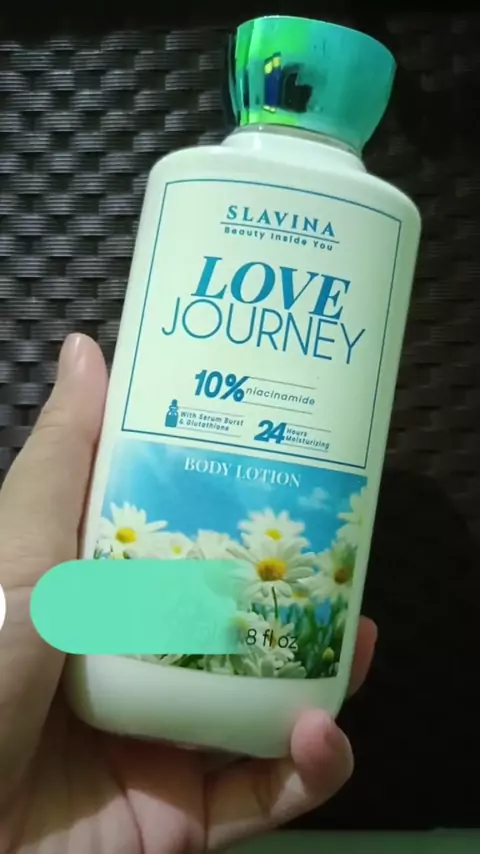 SLAVINA
Beauty Inside You
LOVE
JOURNEY
10% niacinamide
With Serum Burst
& Glutathione
24 Hours
Moisturizing
BODY LOTION
8 fl oz